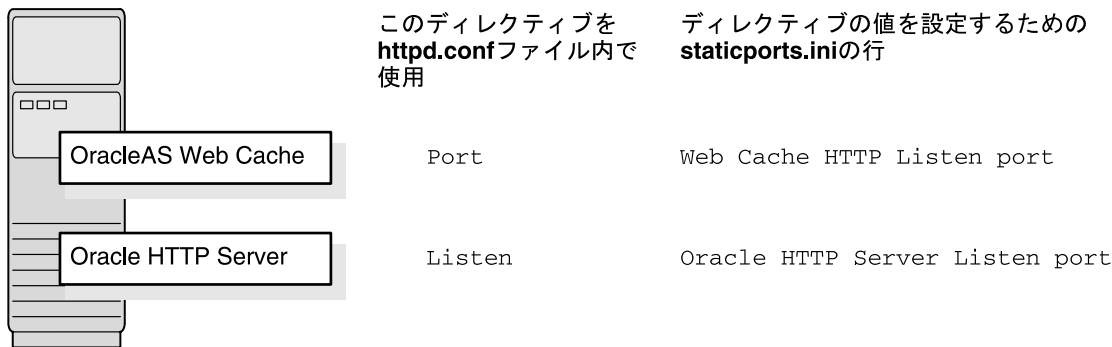 このディレクティブを
httpd.confファイル内で
使用
ディレクティブの値を設定するための
staticports.iniの行
OracleAS Web Cache
Port
Web Cache HTTP Listen port
Oracle HTTP Server
Listen
Oracle HTTP Server Listen port